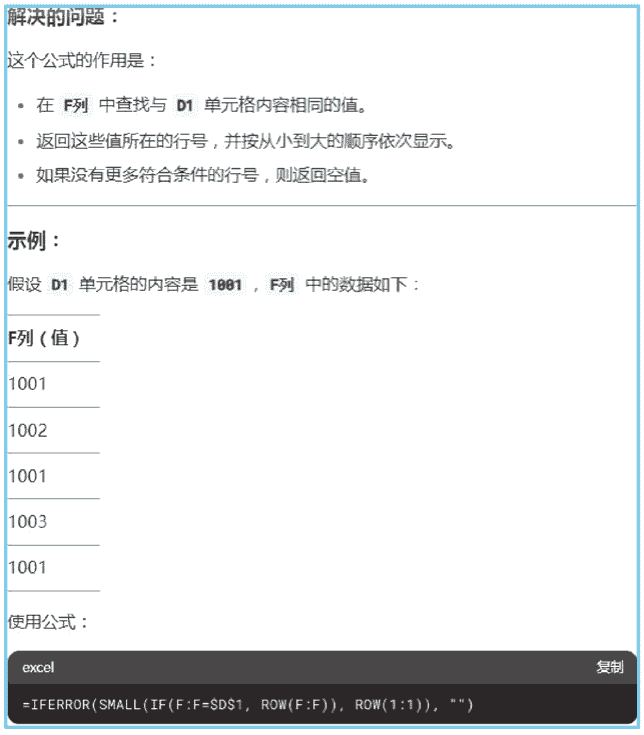 解决的问题：
这个公式的作用是：
• 在 F列 中查找与 D1 单元格内容相同的值。
• 返回这些值所在的行号，并按从小到大的顺序依次显示。
• 如果没有更多符合条件的行号，则返回空值。
示例：
假设 D1 单元格的内容是 1001 ，F列 中的数据如下：
F列（值）
1001
1002
1001
1003
1001
使用公式：
excel 复制
=IFERROR(SMALL(IF(F:F=$D$1, ROW(F:F)), ROW(1:1)), "")